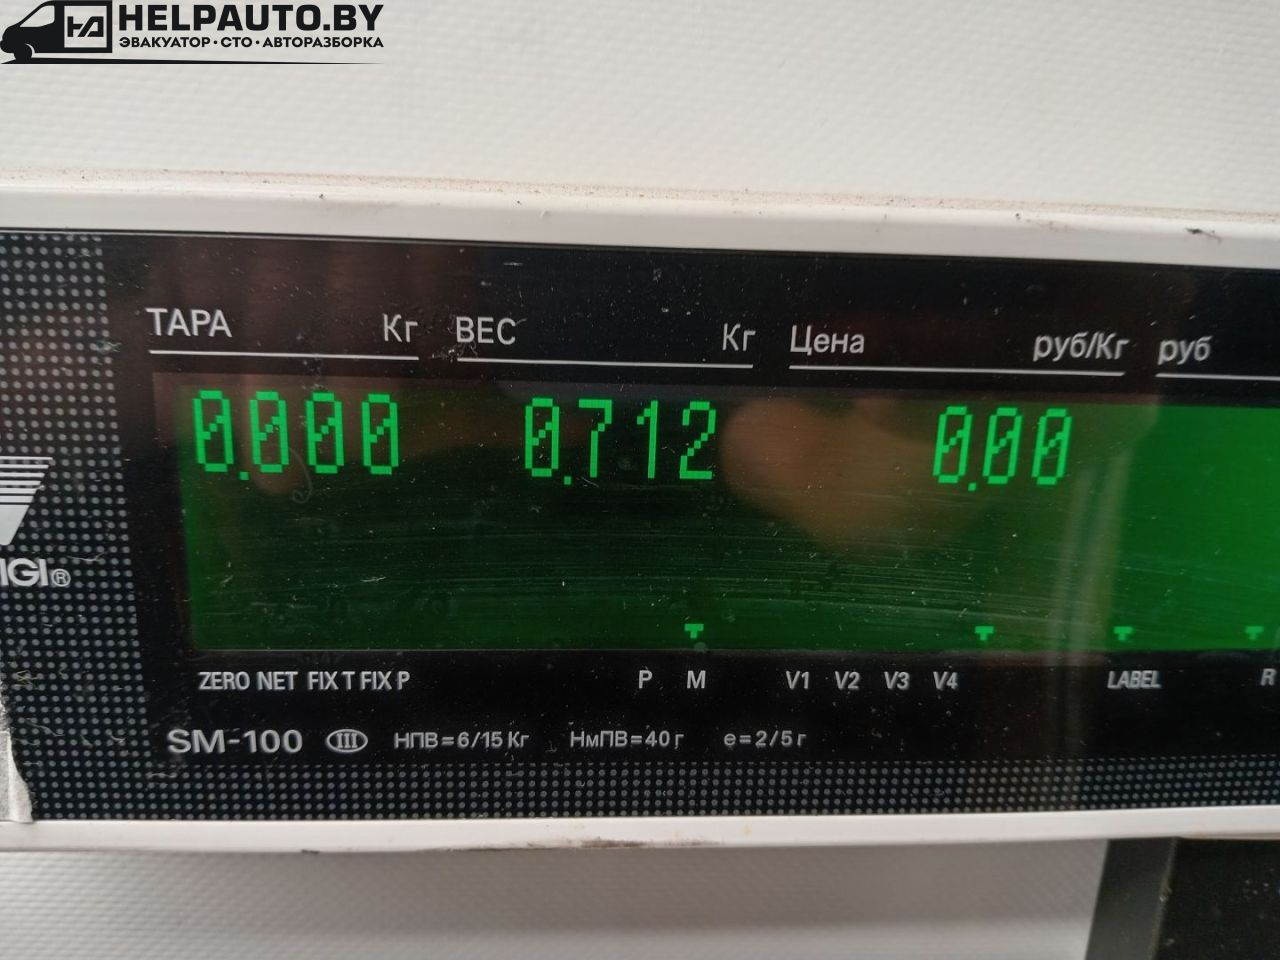 HELPAUTO.BY
ЭВАКУАТОР · СТО · АВТОРАЗБОРКА
ТАРА Кг ВЕС Кг Цена руб/Кг руб
0.000 0.712 0.00
IGI®
ZERO NET FIX T FIX P P M V1 V2 V3 V4 LABEL R
SM-100 III НПВ=6/15 Кг НмПВ=40 г e=2/5 г